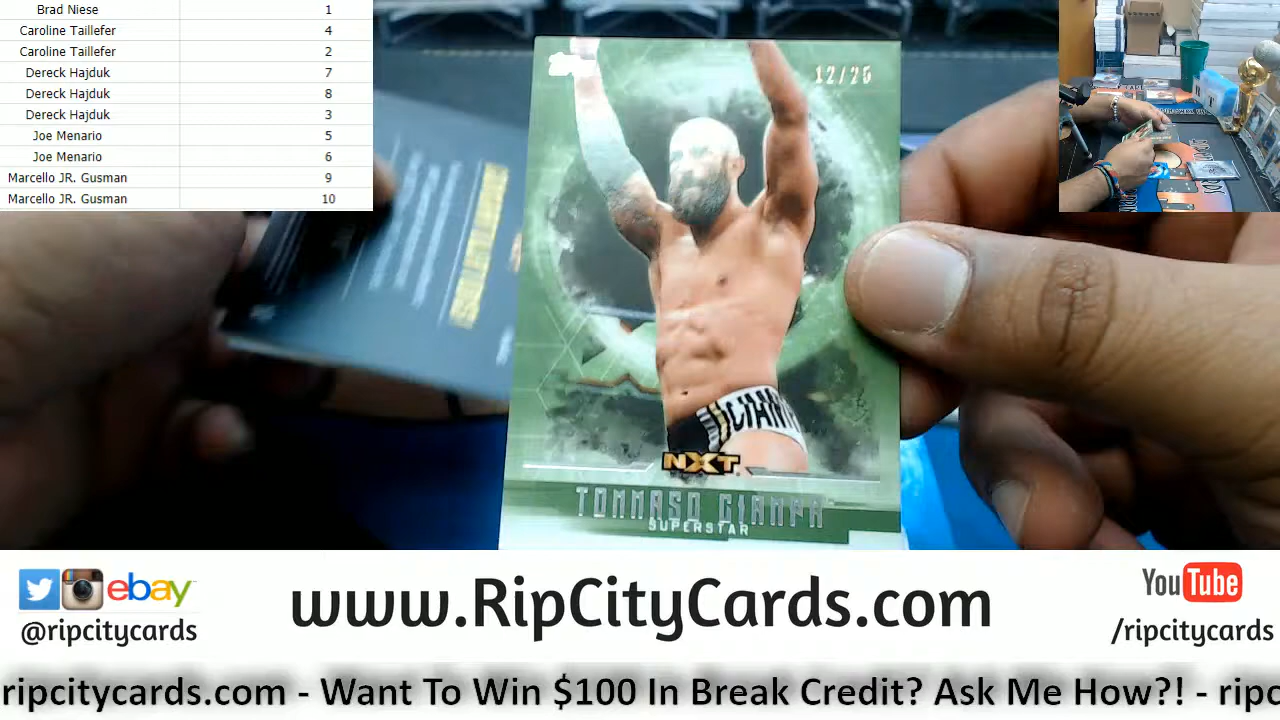 Brad Niese 1
Caroline Taillefer 4
Caroline Taillefer 2
Dereck Hajduk 7
Dereck Hajduk 8
Dereck Hajduk 3
Joe Menario 5
Joe Menario 6
Marcello JR. Gusman 9
Marcello JR. Gusman 10
12/25
CIAMPA
NXT
TOMMASO CIAMPA
SUPERSTAR
ebay
@ripcitycards
www.RipCityCards.com
YouTube
/ripcitycards
ripcitycards.com - Want To Win $100 In Break Credit? Ask Me How?! - ripc